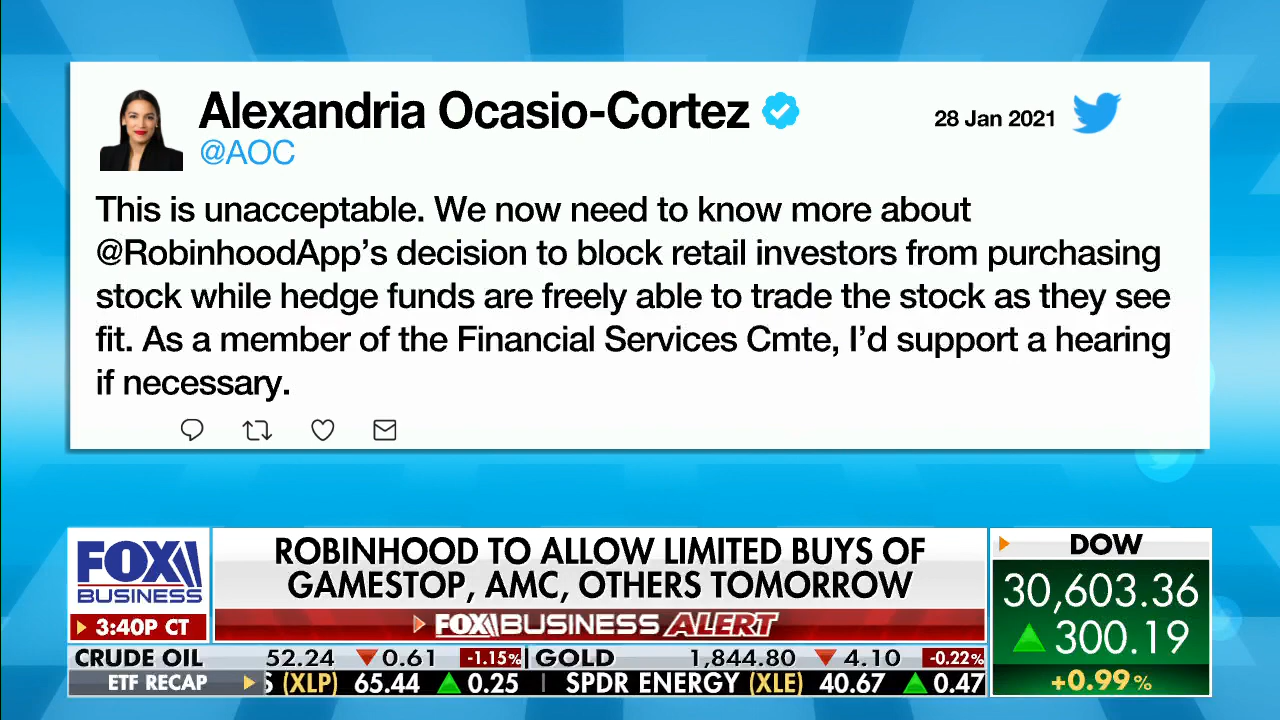 Alexandria Ocasio-Cortez
28 Jan 2021
@AOC
This is unacceptable. We now need to know more about
@RobinhoodApp's decision to block retail investors from purchasing
stock while hedge funds are freely able to trade the stock as they see
fit. As a member of the Financial Services Cmte, I'd support a hearing
if necessary.
FOX
BUSINESS
3:40P CT
ROBINHOOD TO ALLOW LIMITED BUYS OF
GAMESTOP, AMC, OTHERS TOMORROW
FOX BUSINESS ALERT
DOW
30,603.36
300.19
+0.99%
CRUDE OIL 52.24 0.61 -1.15% GOLD 1,844.80 4.10 -0.22%
ETF RECAP S (XLP) 65.44 0.25 SPDR ENERGY (XLE) 40.67 0.47